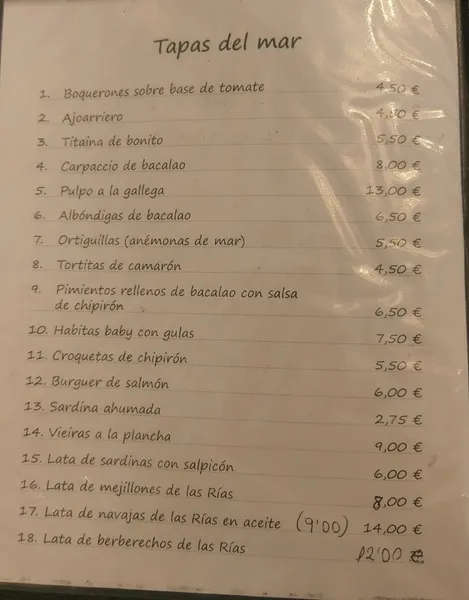 Tapas del mar
1. Boquerones sobre base de tomate 4,50 €
2. Ajoarriero 4,50 €
3. Titaina de bonito 5,50 €
4. Carpaccio de bacalao 8,00 €
5. Pulpo a la gallega 13,00 €
6. Albóndigas de bacalao 6,50 €
7. Ortiguillas (anémonas de mar) 5,50 €
8. Tortitas de camarón 4,50 €
9. Pimientos rellenos de bacalao con salsa
de chipirón 6,50 €
10. Habitas baby con gulas 7,50 €
11. Croquetas de chipirón 5,50 €
12. Burguer de salmón 6,00 €
13. Sardina ahumada 2,75 €
14. Vieiras a la plancha 9,00 €
15. Lata de sardinas con salpicón 6,00 €
16. Lata de mejillones de las Rías 8,00 €
17. Lata de navajas de las Rías en aceite (9'00) 14,00 €
18. Lata de berberechos de las Rías 12'00 €